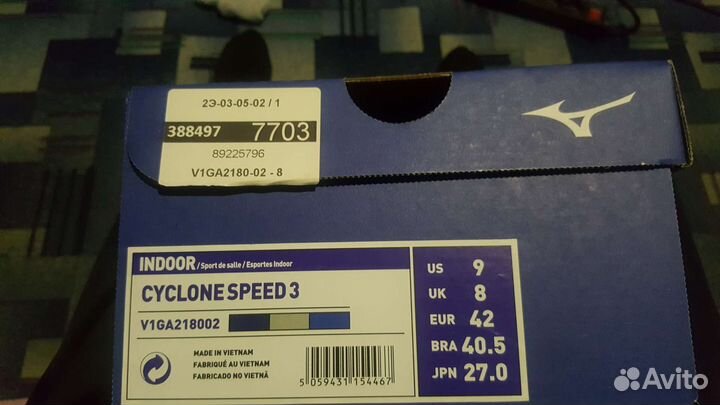 2Э-03-05-02 / 1
388497 7703
89225796
V1GA2180-02 - 8
INDOOR / Sport de salle / Esportes Indoor
CYCLONE SPEED 3
V1GA218002
MADE IN VIETNAM
FABRIQUÉ AU VIETNAM
FABRICADO NO VIETNÃ
5 059431 154467
US 9
UK 8
EUR 42
BRA 40.5
JPN 27.0
Avito